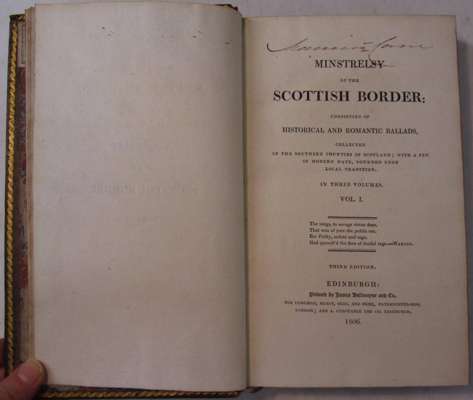 MINSTRELSY
OF THE
SCOTTISH BORDER;
CONSISTING OF
HISTORICAL AND ROMANTIC BALLADS,
COLLECTED
IN THE SOUTHERN COUNTIES OF SCOTLAND; WITH A FEW
OF MODERN DATE, FOUNDED UPON
LOCAL TRADITION.
IN THREE VOLUMES.
VOL. I.
The songs, to savage virtue dear,
That won of yore the public ear,
Ere Polity, sedate and sage,
Had quench'd the fires of feudal rage.—WARTON.
THIRD EDITION.
EDINBURGH:
Printed by James Ballantyne and Co.
FOR LONGMAN, HURST, REES, AND ORME, PATERNOSTER-ROW,
LONDON; AND A. CONSTABLE AND CO. EDINBURGH.
1806.